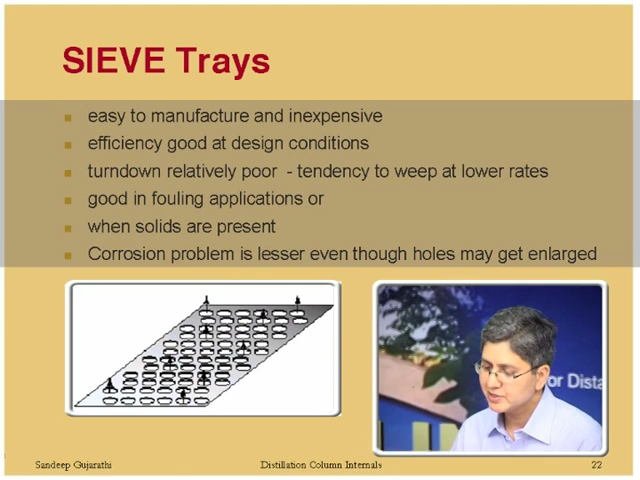 SIEVE Trays
easy to manufacture and inexpensive
efficiency good at design conditions
turndown relatively poor - tendency to weep at lower rates
good in fouling applications or
when solids are present
Corrosion problem is lesser even though holes may get enlarged
or Dista
Sandeep Gujarathi
Distillation Column Internals
22